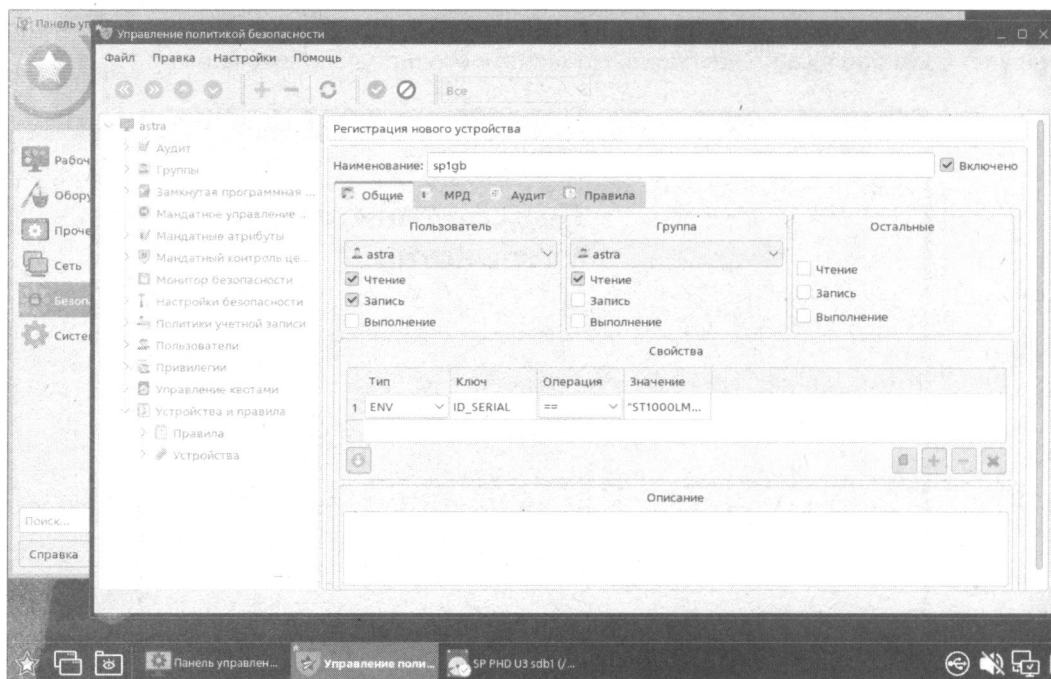 Панель уп
Управление политикой безопасности
Файл Правка Настройки Помощь
Все
astra
Аудит
Группы
Замкнутая программная ...
Мандатное управление ...
Мандатные атрибуты
Мандатный контроль це...
Монитор безопасности
Настройки безопасности
Политики учетной записи
Пользователи
Привилегии
Управление квотами
Устройства и правила
Правила
Устройства
Рабоч
Обору
Проче
Сеть
Безопа
Систе
Поиск...
Справка
Регистрация нового устройства
Наименование: sp1gb Включено
Общие МРД Аудит Правила
Пользователь
astra
Чтение
Запись
Выполнение
Группа
astra
Чтение
Запись
Выполнение
Остальные
Чтение
Запись
Выполнение
Свойства
Тип Ключ Операция Значение
1 ENV ID_SERIAL == "ST1000LM...
Описание
Панель управлен...
Управление поли...
SP PHD U3 sdb1 (/...